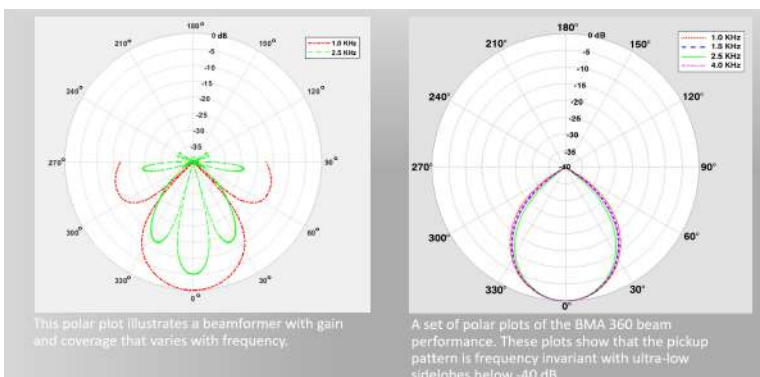 180°
210°
0 dB
150°
1.0 KHz
2.5 KHz
-5
-10
240°
-15
120°
-20
-25
-30
-35
270°
90°
300°
60°
330°
30°
0°
This polar plot illustrates a beamformer with gain
and coverage that varies with frequency.
180°
0 dB
1.0 KHz
1.5 KHz
2.5 KHz
4.0 KHz
210°
150°
-5
-10
240°
-15
120°
-20
-25
-30
-35
270°
-40
90°
300°
60°
330°
30°
0°
A set of polar plots of the BMA 360 beam
performance. These plots show that the pickup
pattern is frequency invariant with ultra-low
sidelobes below -40 dB